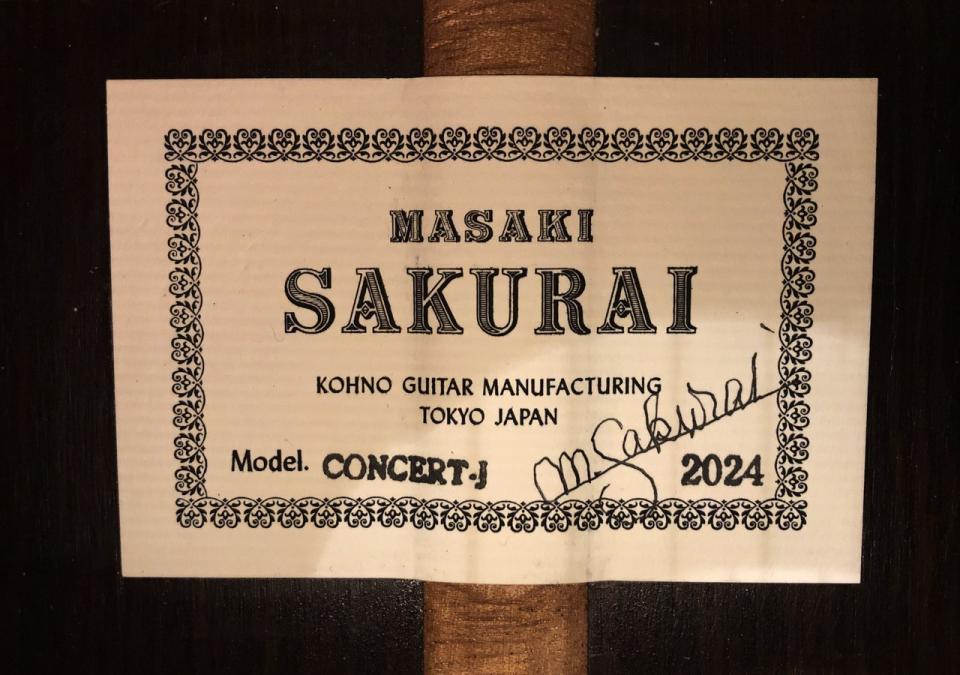 MASAKI
SAKURAI
KOHNO GUITAR MANUFACTURING
TOKYO JAPAN
Model. CONCERT-J 2024
M. Sakurai